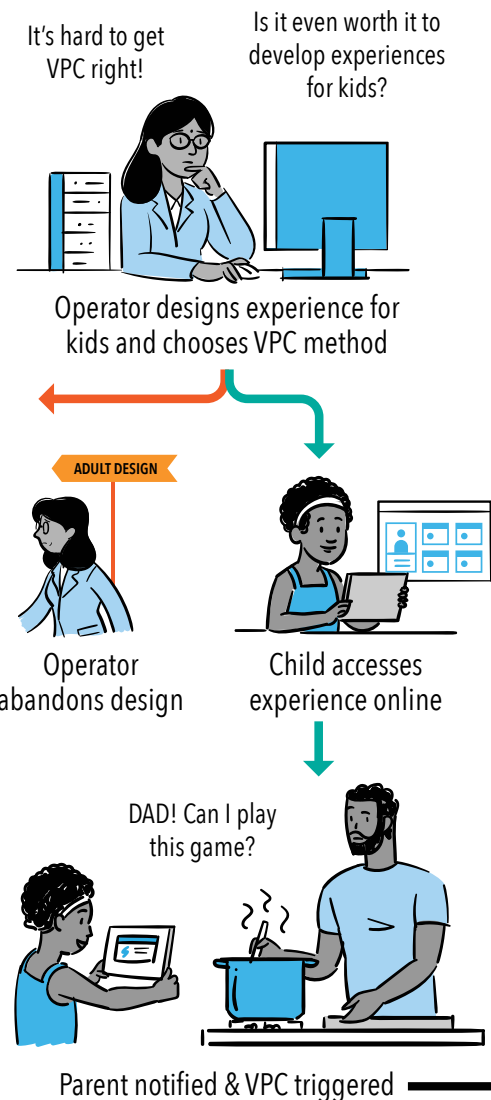 It's hard to get
VPC right!
Is it even worth it to
develop experiences
for kids?
Operator designs experience for
kids and chooses VPC method
ADULT DESIGN
Operator
abandons design
Child accesses
experience online
DAD! Can I play
this game?
Parent notified & VPC triggered